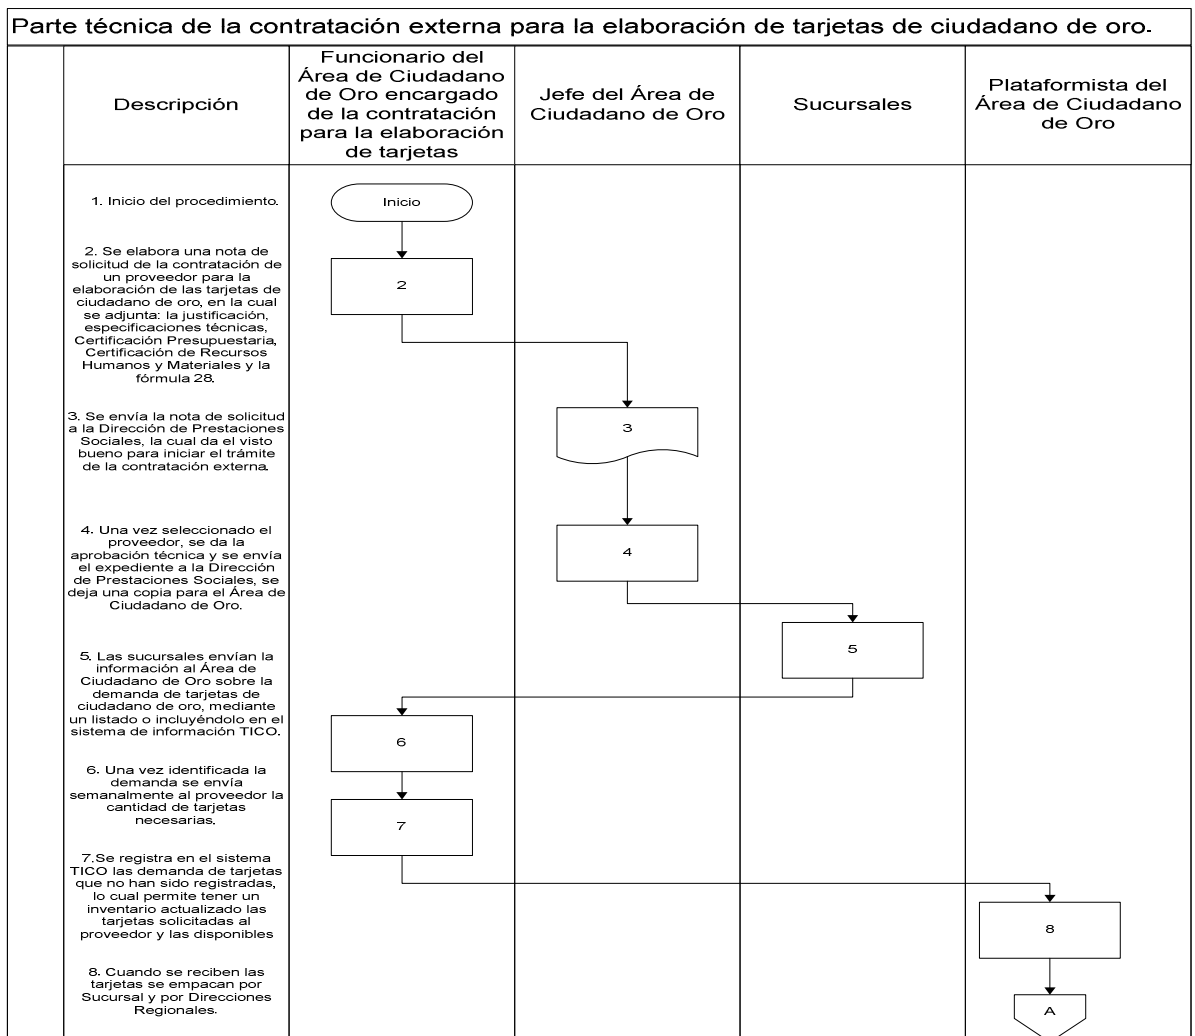 Parte técnica de la contratación externa para la elaboración de tarjetas de ciudadano de oro.
Descripción
Funcionario del
Área de Ciudadano
de Oro encargado
de la contratación
para la elaboración
de tarjetas
Jefe del Área de
Ciudadano de Oro
Sucursales
Plataformista del
Área de Ciudadano
de Oro
1. Inicio del procedimiento.
Inicio
2. Se elabora una nota de
solicitud de la contratación de
un proveedor para la
elaboración de las tarjetas de
ciudadano de oro, en la cual
se adjunta: la justificación,
especificaciones técnicas,
Certificación Presupuestaria,
Certificación de Recursos
Humanos y Materiales y la
fórmula 28.
2
3. Se envía la nota de solicitud
a la Dirección de Prestaciones
Sociales, la cual da el visto
bueno para iniciar el trámite
de la contratación externa.
3
4. Una vez seleccionado el
proveedor, se da la
aprobación técnica y se envía
el expediente a la Dirección
de Prestaciones Sociales, se
deja una copia para el Área de
Ciudadano de Oro.
4
5. Las sucursales envían la
información al Área de
Ciudadano de Oro sobre la
demanda de tarjetas de
ciudadano de oro, mediante
un listado o incluyéndolo en el
sistema de información TICO.
5
6. Una vez identificada la
demanda se envía
semanalmente al proveedor la
cantidad de tarjetas
necesarias.
6
7.Se registra en el sistema
TICO las demanda de tarjetas
que no han sido registradas,
lo cual permite tener un
inventario actualizado las
tarjetas solicitadas al
proveedor y las disponibles
7
8. Cuando se reciben las
tarjetas se empacan por
Sucursal y por Direcciones
Regionales.
8
A